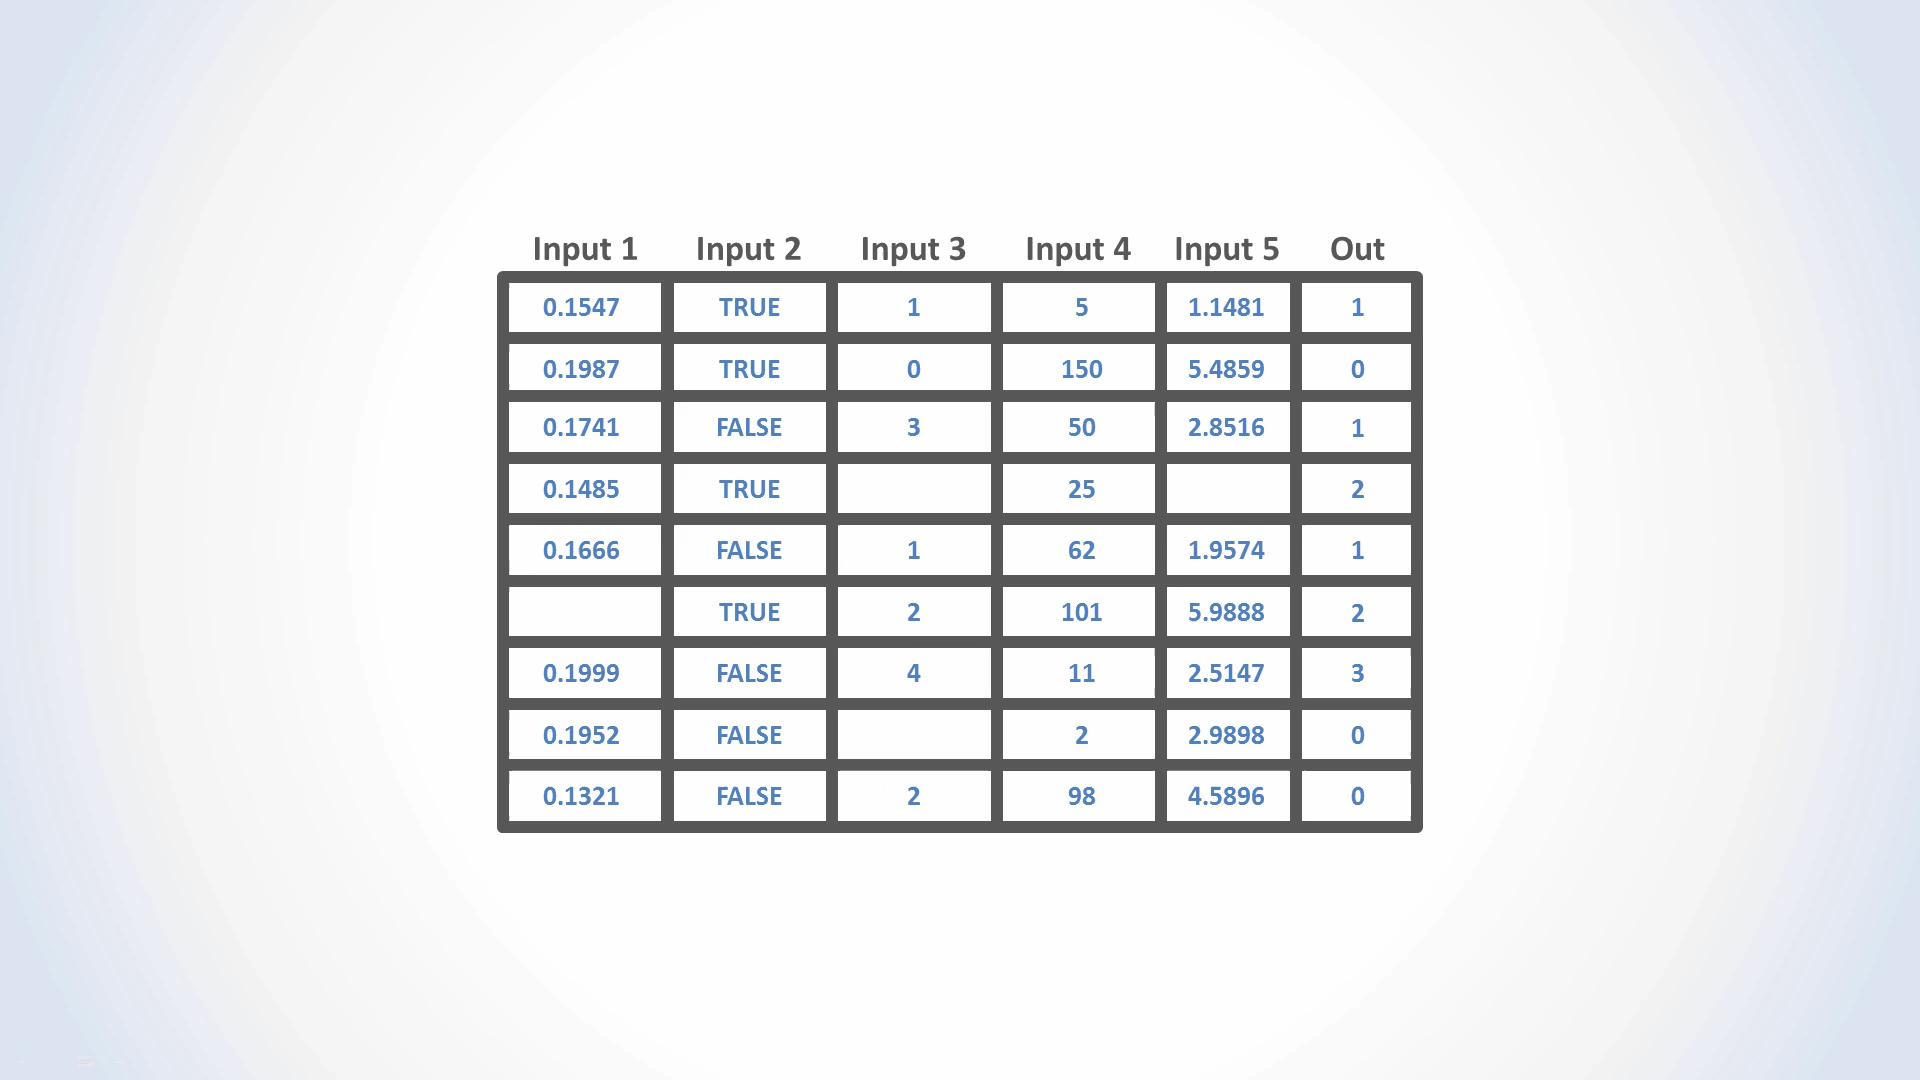 Input 1 Input 2 Input 3 Input 4 Input 5 Out
0.1547 TRUE 1 5 1.1481 1
0.1987 TRUE 0 150 5.4859 0
0.1741 FALSE 3 50 2.8516 1
0.1485 TRUE 25 2
0.1666 FALSE 1 62 1.9574 1
TRUE 2 101 5.9888 2
0.1999 FALSE 4 11 2.5147 3
0.1952 FALSE 2 2.9898 0
0.1321 FALSE 2 98 4.5896 0